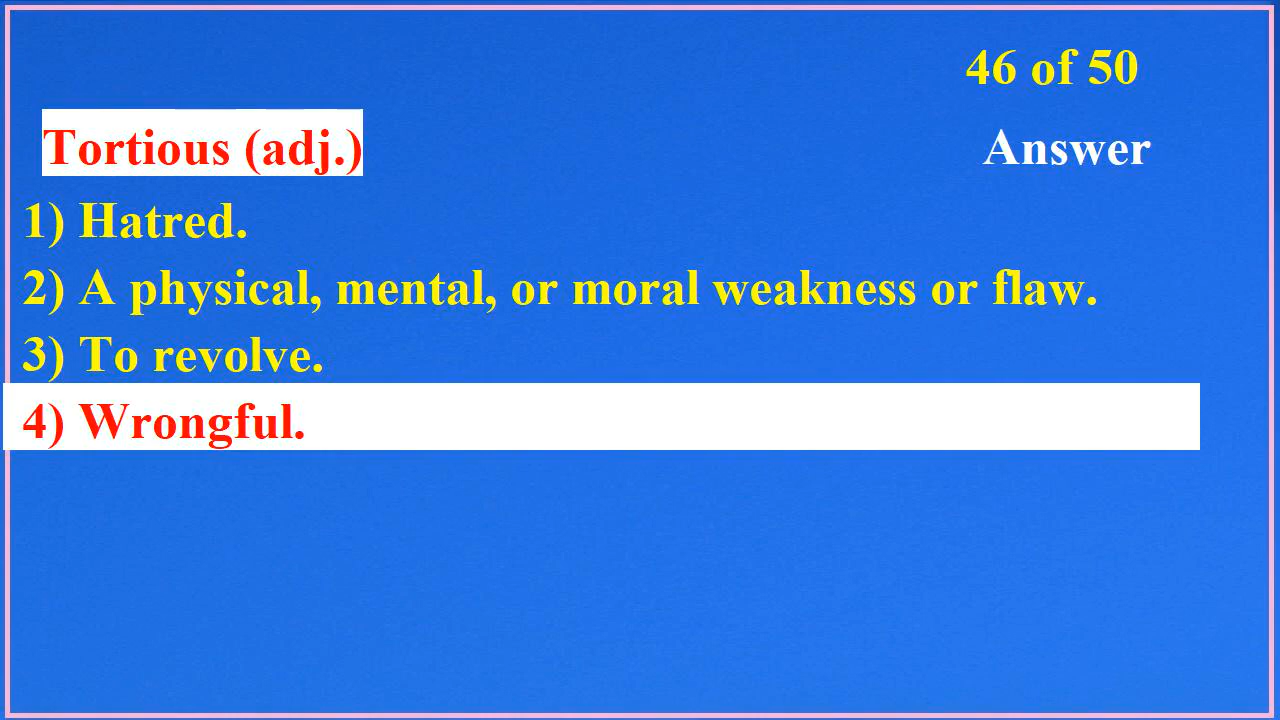 46 of 50
Tortious (adj.)
Answer
1) Hatred.
2) A physical, mental, or moral weakness or flaw.
3) To revolve.
4) Wrongful.